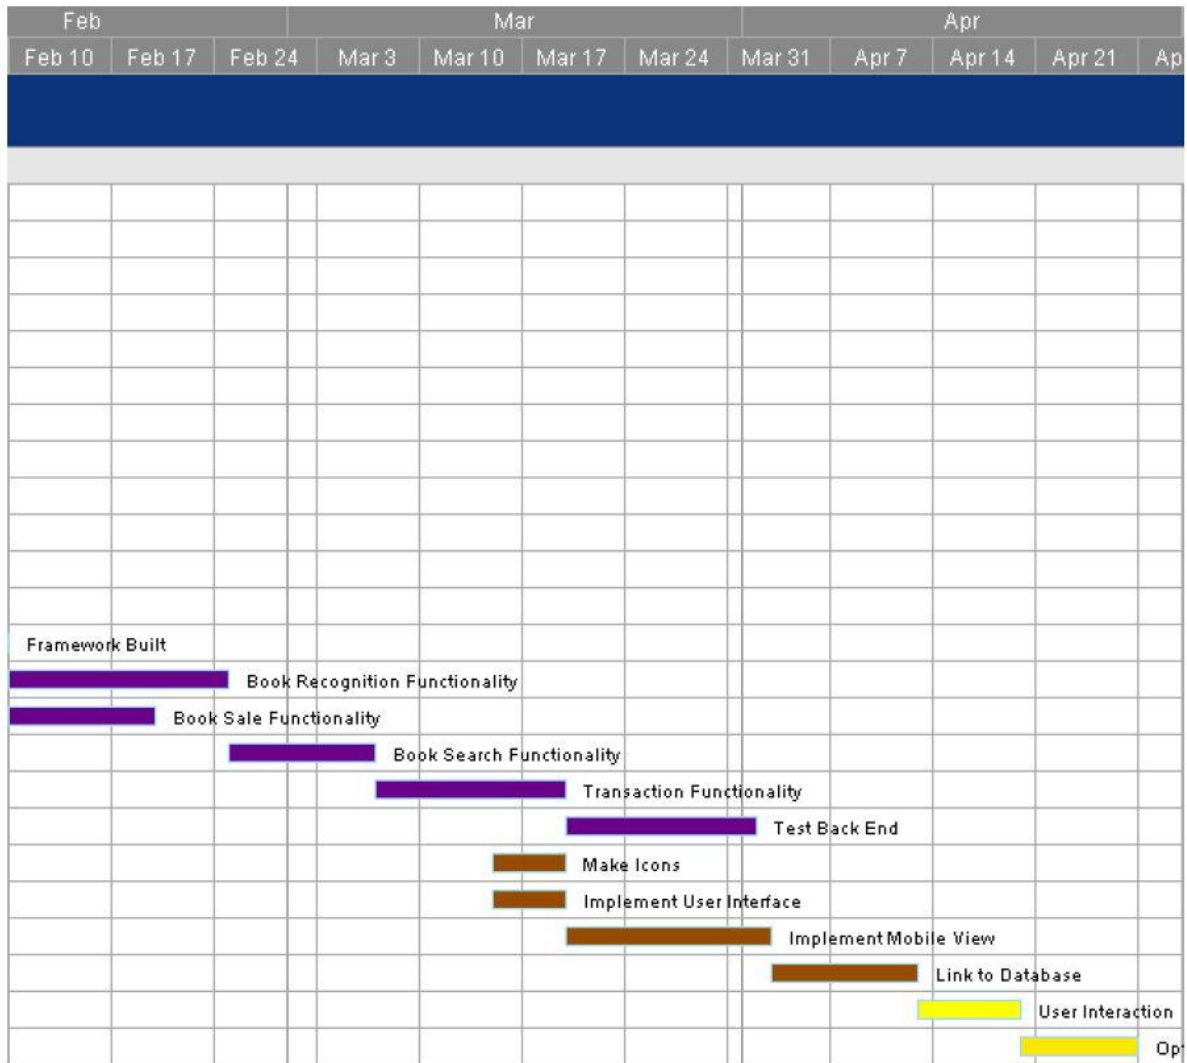 Feb Mar Apr
Feb 10 Feb 17 Feb 24 Mar 3 Mar 10 Mar 17 Mar 24 Mar 31 Apr 7 Apr 14 Apr 21 Ap
Framework Built
Book Recognition Functionality
Book Sale Functionality
Book Search Functionality
Transaction Functionality
Test Back End
Make Icons
Implement User Interface
Implement Mobile View
Link to Database
User Interaction